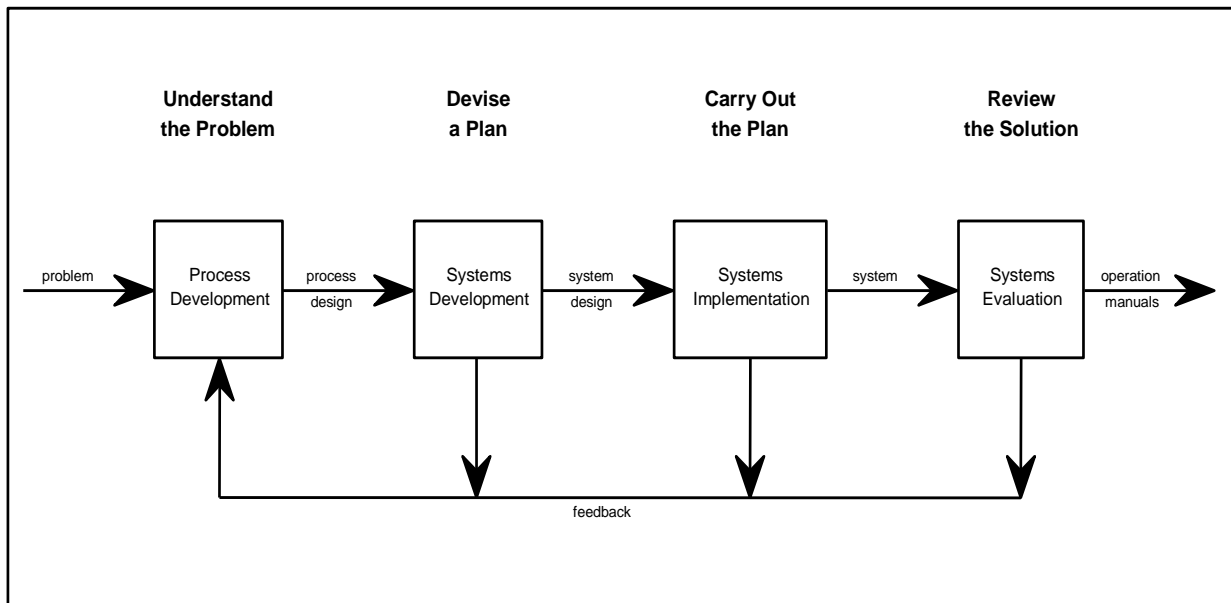 Understand
the Problem
Devise
a Plan
Carry Out
the Plan
Review
the Solution
problem
Process
Development
process
design
Systems
Development
system
design
Systems
Implementation
system
Systems
Evaluation
operation
manuals
feedback